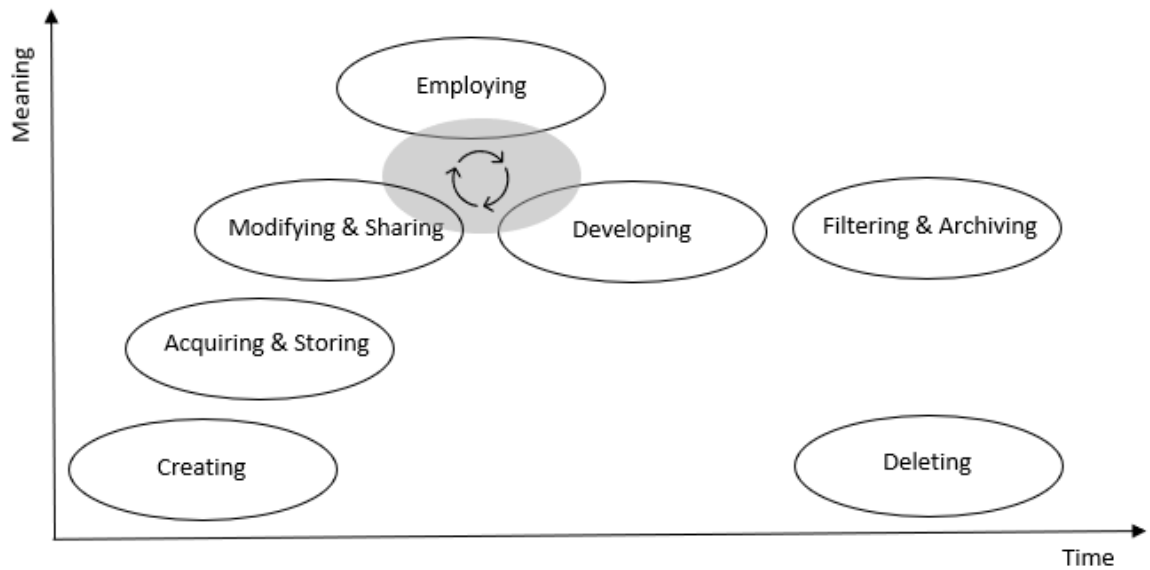 Meaning
Employing
Modifying & Sharing
Developing
Filtering & Archiving
Acquiring & Storing
Creating
Deleting
Time